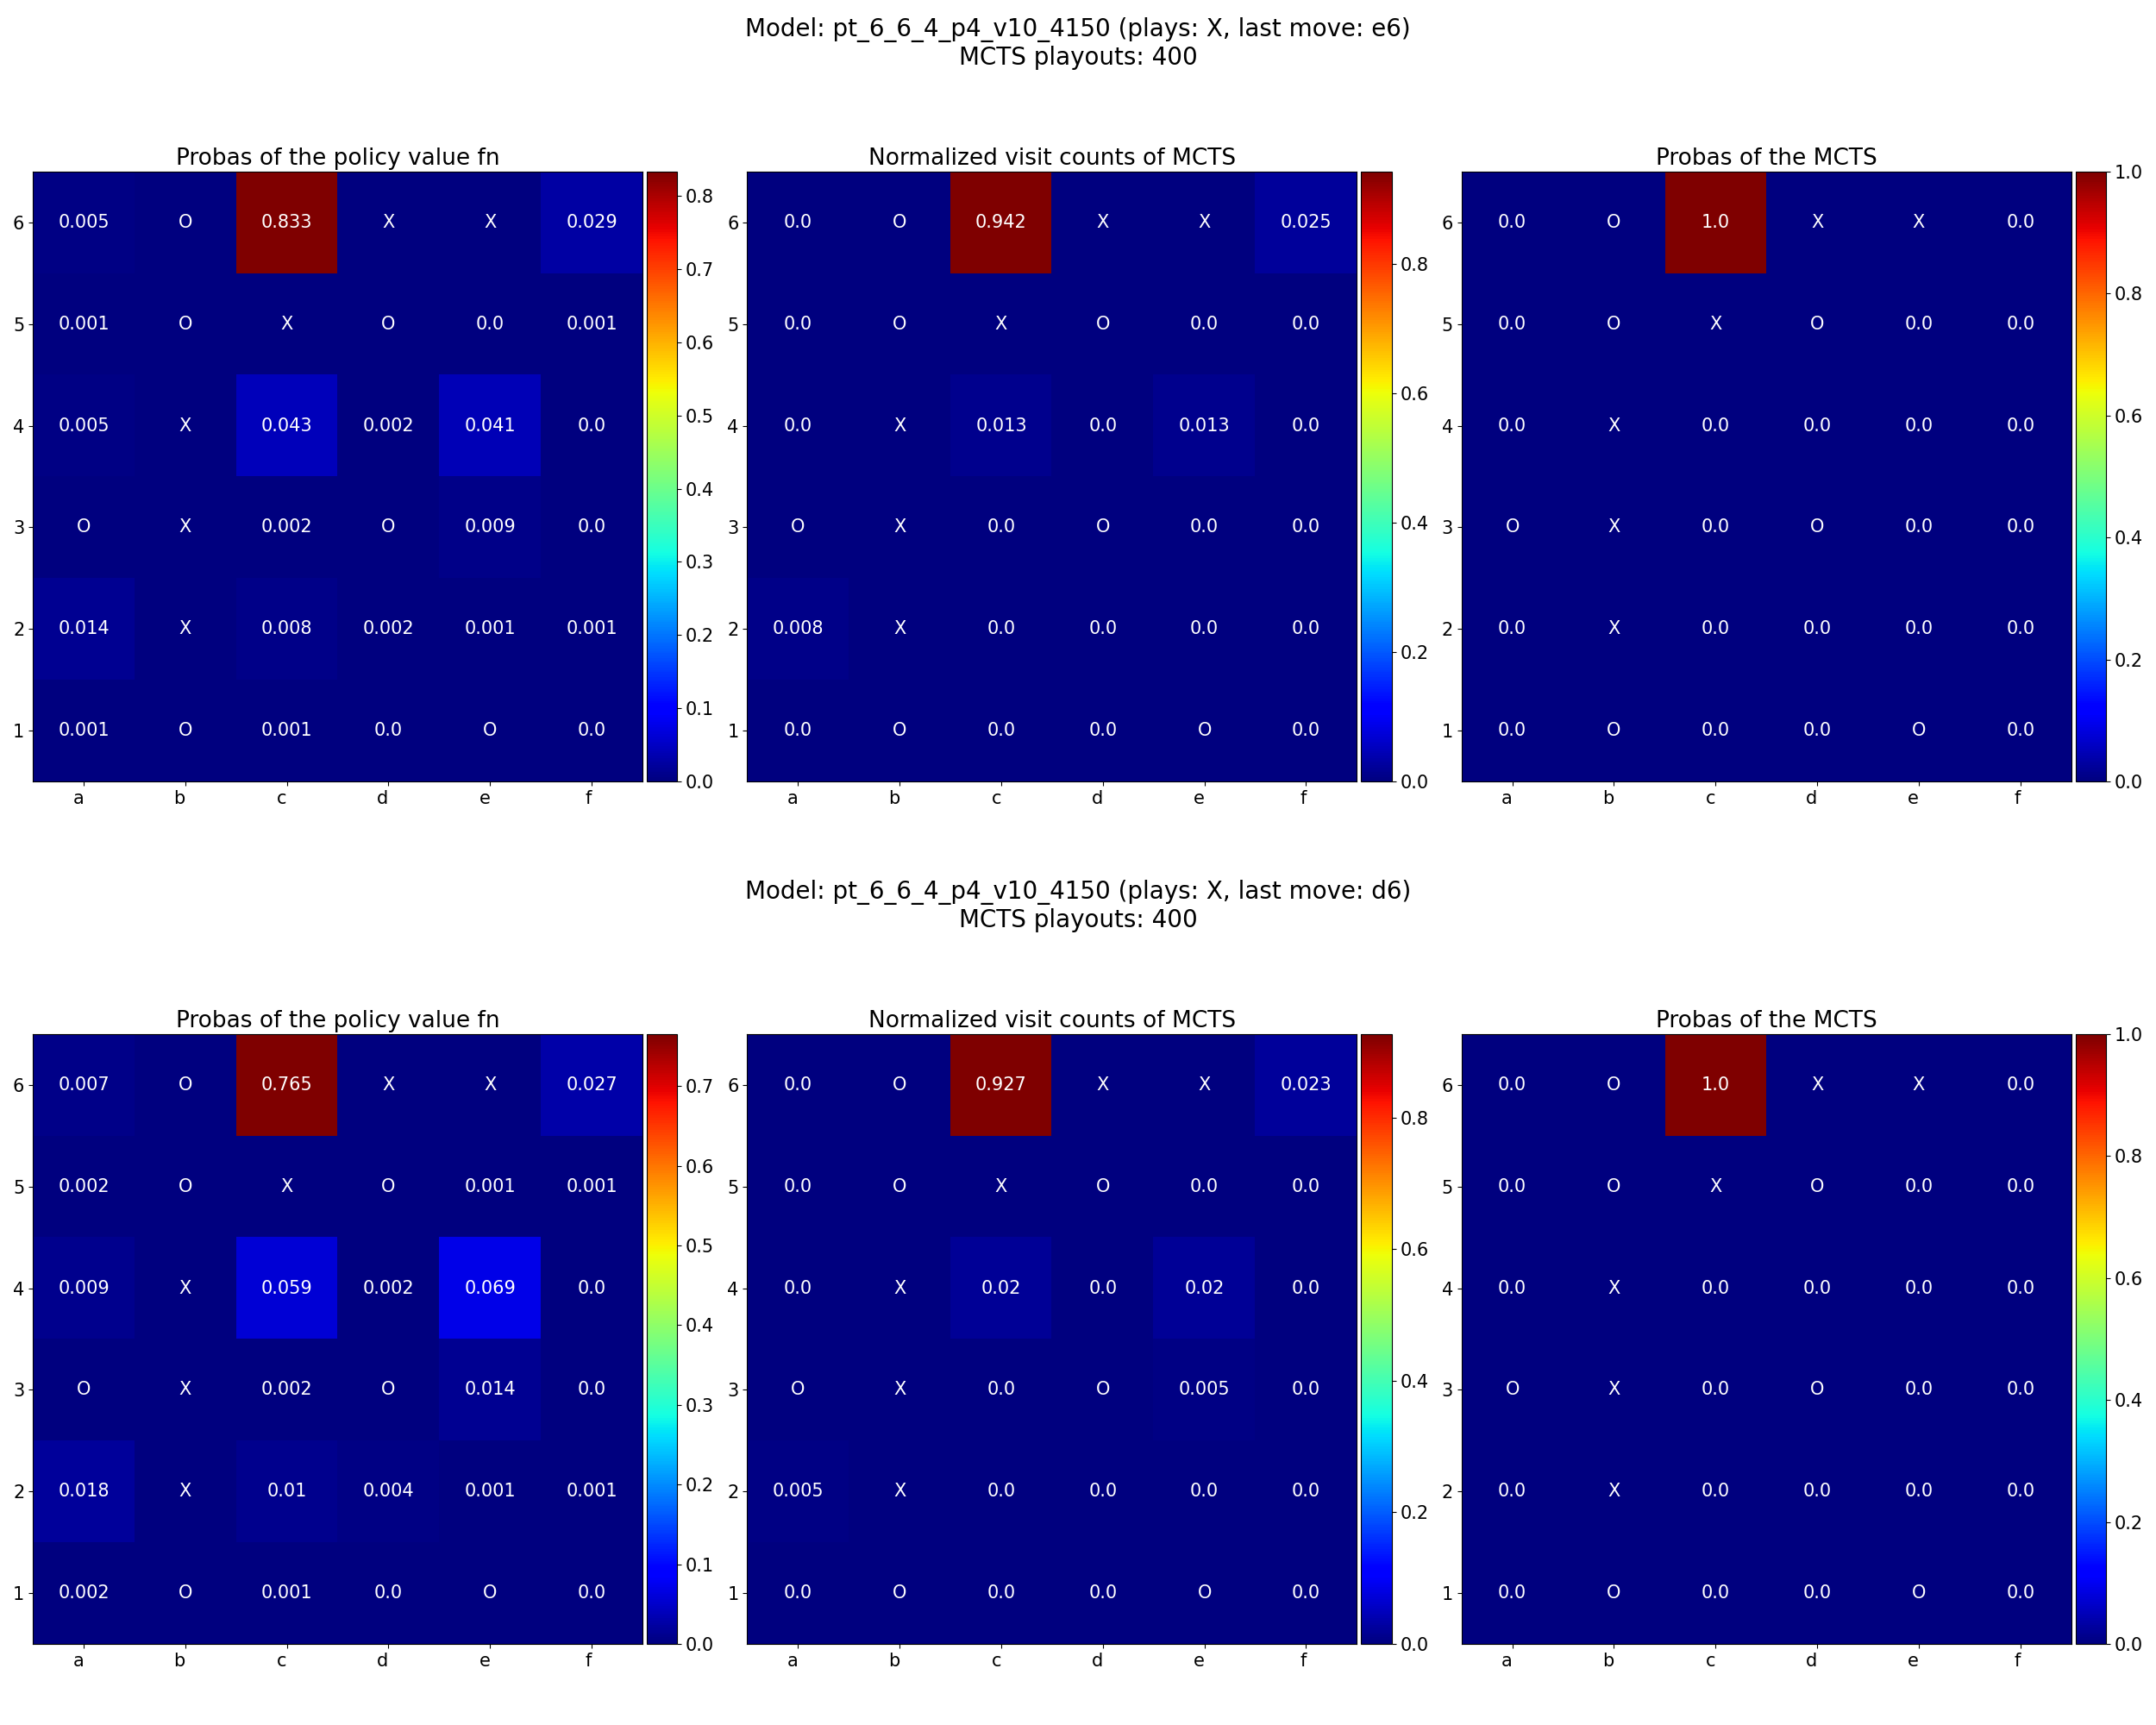 Model: pt_6_6_4_p4_v10_4150 (plays: X, last move: e6)
MCTS playouts: 400
Probas of the policy value fn
6 0.005 O 0.833 X X 0.029
5 0.001 O X O 0.0 0.001
4 0.005 X 0.043 0.002 0.041 0.0
3 O X 0.002 O 0.009 0.0
2 0.014 X 0.008 0.002 0.001 0.001
1 0.001 O 0.001 0.0 O 0.0
a b c d e f
0.8
0.7
0.6
0.5
0.4
0.3
0.2
0.1
0.0
Normalized visit counts of MCTS
6 0.0 O 0.942 X X 0.025
5 0.0 O X O 0.0 0.0
4 0.0 X 0.013 0.0 0.013 0.0
3 O X 0.0 O 0.0 0.0
2 0.008 X 0.0 0.0 0.0 0.0
1 0.0 O 0.0 0.0 O 0.0
a b c d e f
0.8
0.6
0.4
0.2
0.0
Probas of the MCTS
6 0.0 O 1.0 X X 0.0
5 0.0 O X O 0.0 0.0
4 0.0 X 0.0 0.0 0.0 0.0
3 O X 0.0 O 0.0 0.0
2 0.0 X 0.0 0.0 0.0 0.0
1 0.0 O 0.0 0.0 O 0.0
a b c d e f
1.0
0.8
0.6
0.4
0.2
0.0
Model: pt_6_6_4_p4_v10_4150 (plays: X, last move: d6)
MCTS playouts: 400
Probas of the policy value fn
6 0.007 O 0.765 X X 0.027
5 0.002 O X O 0.001 0.001
4 0.009 X 0.059 0.002 0.069 0.0
3 O X 0.002 O 0.014 0.0
2 0.018 X 0.01 0.004 0.001 0.001
1 0.002 O 0.001 0.0 O 0.0
a b c d e f
0.7
0.6
0.5
0.4
0.3
0.2
0.1
0.0
Normalized visit counts of MCTS
6 0.0 O 0.927 X X 0.023
5 0.0 O X O 0.0 0.0
4 0.0 X 0.02 0.0 0.02 0.0
3 O X 0.0 O 0.005 0.0
2 0.005 X 0.0 0.0 0.0 0.0
1 0.0 O 0.0 0.0 O 0.0
a b c d e f
0.8
0.6
0.4
0.2
0.0
Probas of the MCTS
6 0.0 O 1.0 X X 0.0
5 0.0 O X O 0.0 0.0
4 0.0 X 0.0 0.0 0.0 0.0
3 O X 0.0 O 0.0 0.0
2 0.0 X 0.0 0.0 0.0 0.0
1 0.0 O 0.0 0.0 O 0.0
a b c d e f
1.0
0.8
0.6
0.4
0.2
0.0